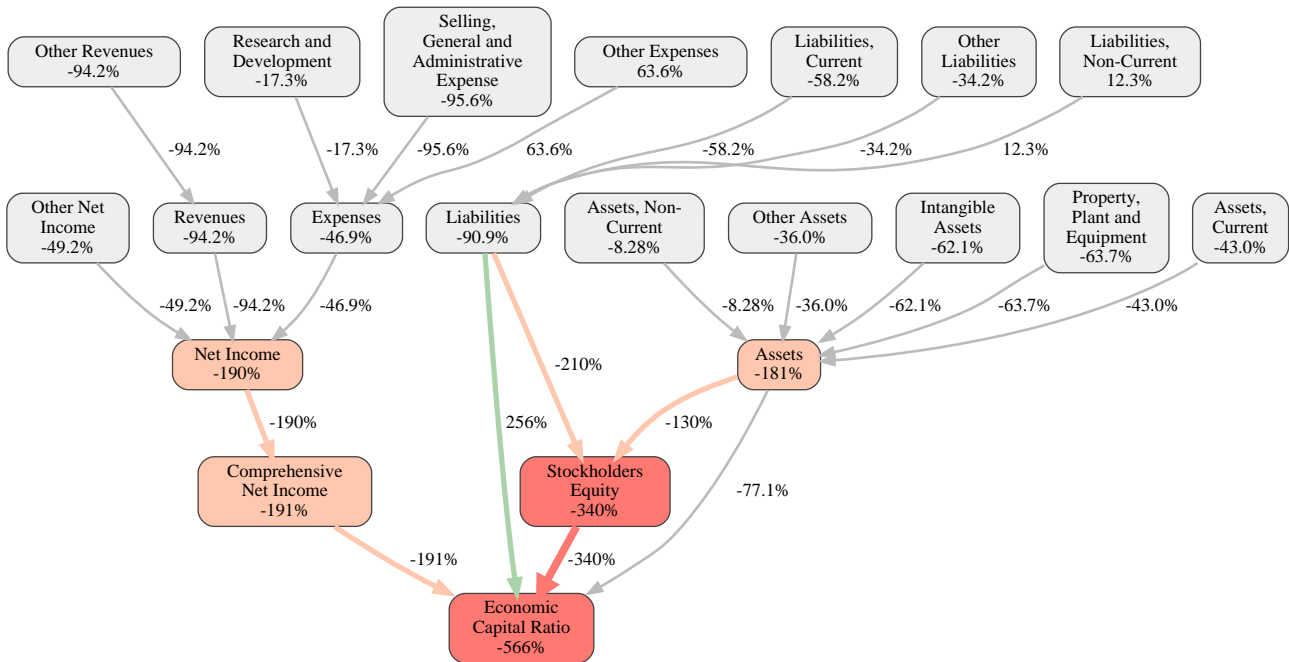 Other Revenues
-94.2%
Research and
Development
-17.3%
Selling,
General and
Administrative
Expense
-95.6%
Other Expenses
63.6%
Liabilities,
Current
-58.2%
Other
Liabilities
-34.2%
Liabilities,
Non-Current
12.3%
-94.2%
-17.3%
-95.6%
63.6%
-58.2%
-34.2%
12.3%
Other Net
Income
-49.2%
Revenues
-94.2%
Expenses
-46.9%
Liabilities
-90.9%
Assets, Non-
Current
-8.28%
Other Assets
-36.0%
Intangible
Assets
-62.1%
Property,
Plant and
Equipment
-63.7%
Assets,
Current
-43.0%
-49.2%
-94.2%
-46.9%
-8.28%
-36.0%
-62.1%
-63.7%
-43.0%
Net Income
-190%
-210%
Assets
-181%
-190%
256%
-130%
Comprehensive
Net Income
-191%
Stockholders
Equity
-340%
-77.1%
-191%
-340%
Economic
Capital Ratio
-566%